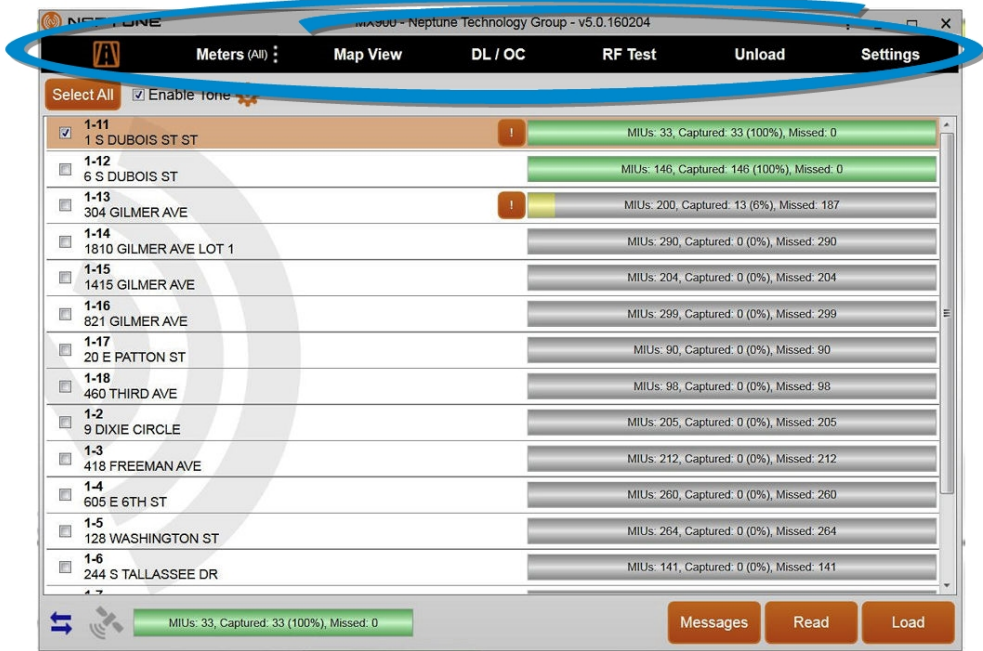 NEPTUNE MX900 - Neptune Technology Group - v5.0.160204
Meters (All) Map View DL / OC RF Test Unload Settings
Select All Enable Tone
1-11
1 S DUBOIS ST ST ! MIUs: 33, Captured: 33 (100%), Missed: 0
1-12
6 S DUBOIS ST MIUs: 146, Captured: 146 (100%), Missed: 0
1-13
304 GILMER AVE ! MIUs: 200, Captured: 13 (6%), Missed: 187
1-14
1810 GILMER AVE LOT 1 MIUs: 290, Captured: 0 (0%), Missed: 290
1-15
1415 GILMER AVE MIUs: 204, Captured: 0 (0%), Missed: 204
1-16
821 GILMER AVE MIUs: 299, Captured: 0 (0%), Missed: 299
1-17
20 E PATTON ST MIUs: 90, Captured: 0 (0%), Missed: 90
1-18
460 THIRD AVE MIUs: 98, Captured: 0 (0%), Missed: 98
1-2
9 DIXIE CIRCLE MIUs: 205, Captured: 0 (0%), Missed: 205
1-3
418 FREEMAN AVE MIUs: 212, Captured: 0 (0%), Missed: 212
1-4
605 E 6TH ST MIUs: 260, Captured: 0 (0%), Missed: 260
1-5
128 WASHINGTON ST MIUs: 264, Captured: 0 (0%), Missed: 264
1-6
244 S TALLASSEE DR MIUs: 141, Captured: 0 (0%), Missed: 141
MIUs: 33, Captured: 33 (100%), Missed: 0 Messages Read Load